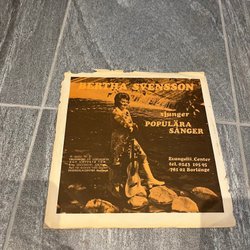 BERTHA SVENSSON
sjunger
POPULÄRA
SÅNGER
Evangelii Center
tel. 0243 195 95
781 02 Borlänge